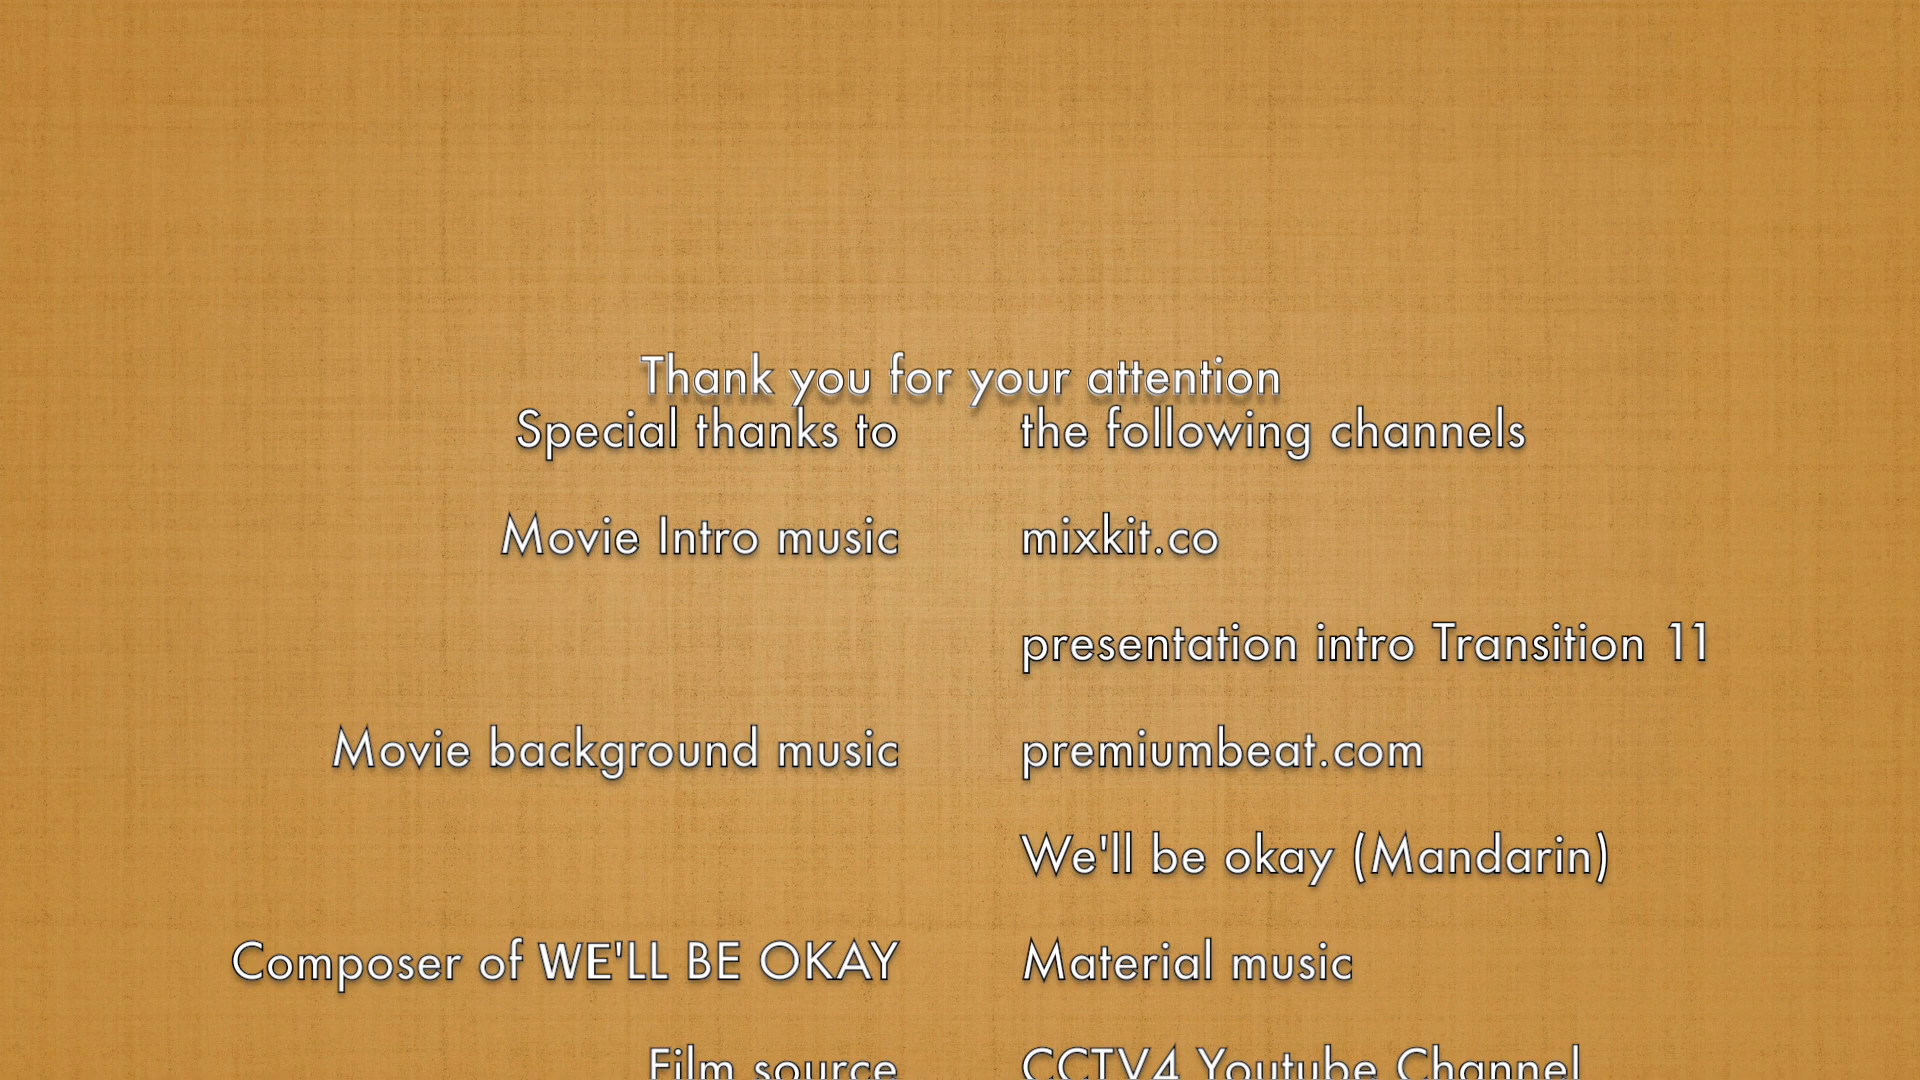 Thank you for your attention
Special thanks to the following channels
Movie Intro music mixkit.co
presentation intro Transition 11
Movie background music premiumbeat.com
We'll be okay (Mandarin)
Composer of WE'LL BE OKAY Material music
Film source CCTV4 Youtube Channel